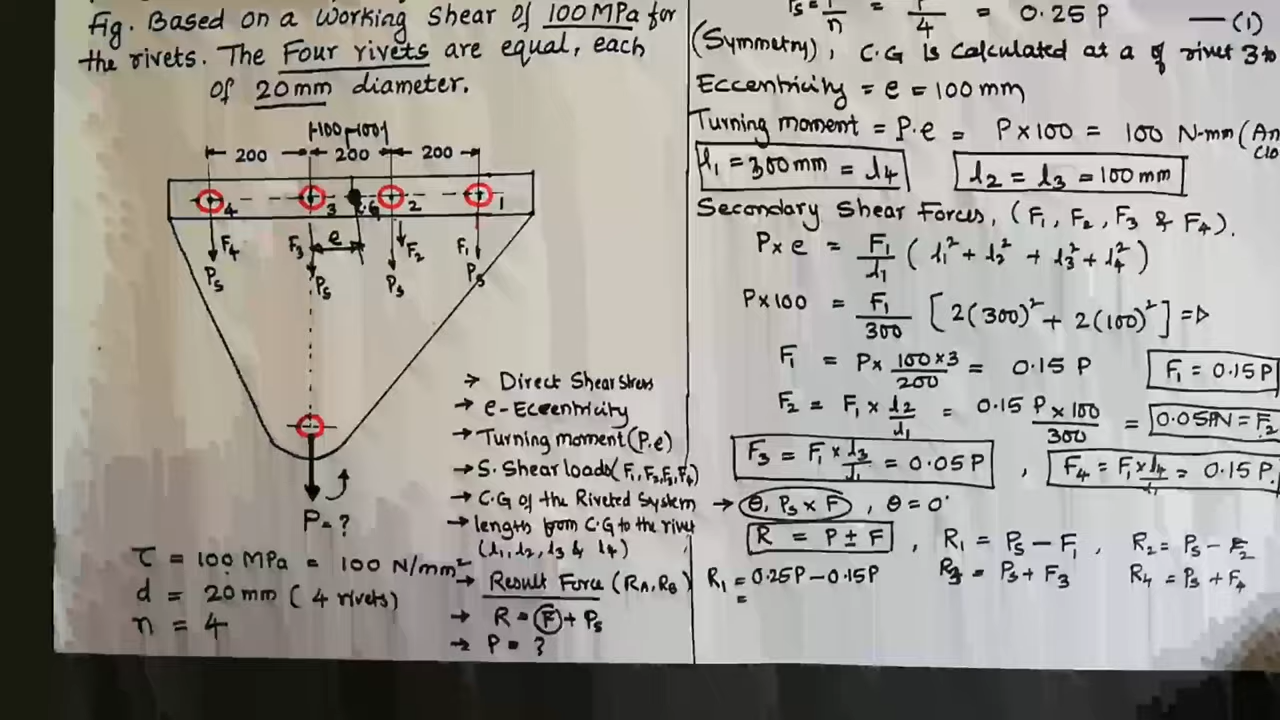 fig. Based on a Working Shear of 100 MPa for
the rivets. The Four rivets are equal, each
of 20mm diameter.
100 100
200 200 200
4 3 C.G 2 1
F4 F3 e F2 F1
Ps Ps Ps Ps
P = ?
τ = 100 MPa = 100 N/mm²
d = 20mm (4 rivets)
n = 4
→ Direct Shear Stress
→ e-Eccentricity
→ Turning moment (P.e)
→ S. Shear loads (F1, F2, F3, F4)
→ C.G of the Riveted System
→ length from C.G to the rivet
(l1, l2, l3 & l4)
→ Result Force (RA, RB)
→ R = F + Ps
→ P = ?
Ps = P/n = P/4 = 0.25 P —(1)
(Symmetry), C.G is Calculated at a of rivet 3 to
Eccentricity = e = 100 mm
Turning moment = P.e = P×100 = 100 N-mm (
l1 = 300mm = l4 l2 = l3 = 100 mm
Secondary Shear Forces, (F1, F2, F3 & F4).
P×e = F1/l1 (l1² + l2² + l3² + l4²)
P×100 = F1/300 [2(300)² + 2(100)²] ⇒
F1 = P× 100×3/200 = 0.15 P F1 = 0.15 P
F2 = F1 × l2/l1 = 0.15 P×100/300 = 0.05PN = F2
F3 = F1 × l3/l1 = 0.05 P , F4 = F1×l4/l1 = 0.15 P.
→ θ, Ps × F , θ = 0°
R = P ± F , R1 = Ps − F1 , R2 = Ps − F2
R1 = 0.25P − 0.15P R3 = Ps + F3 R4 = Ps + F4
=